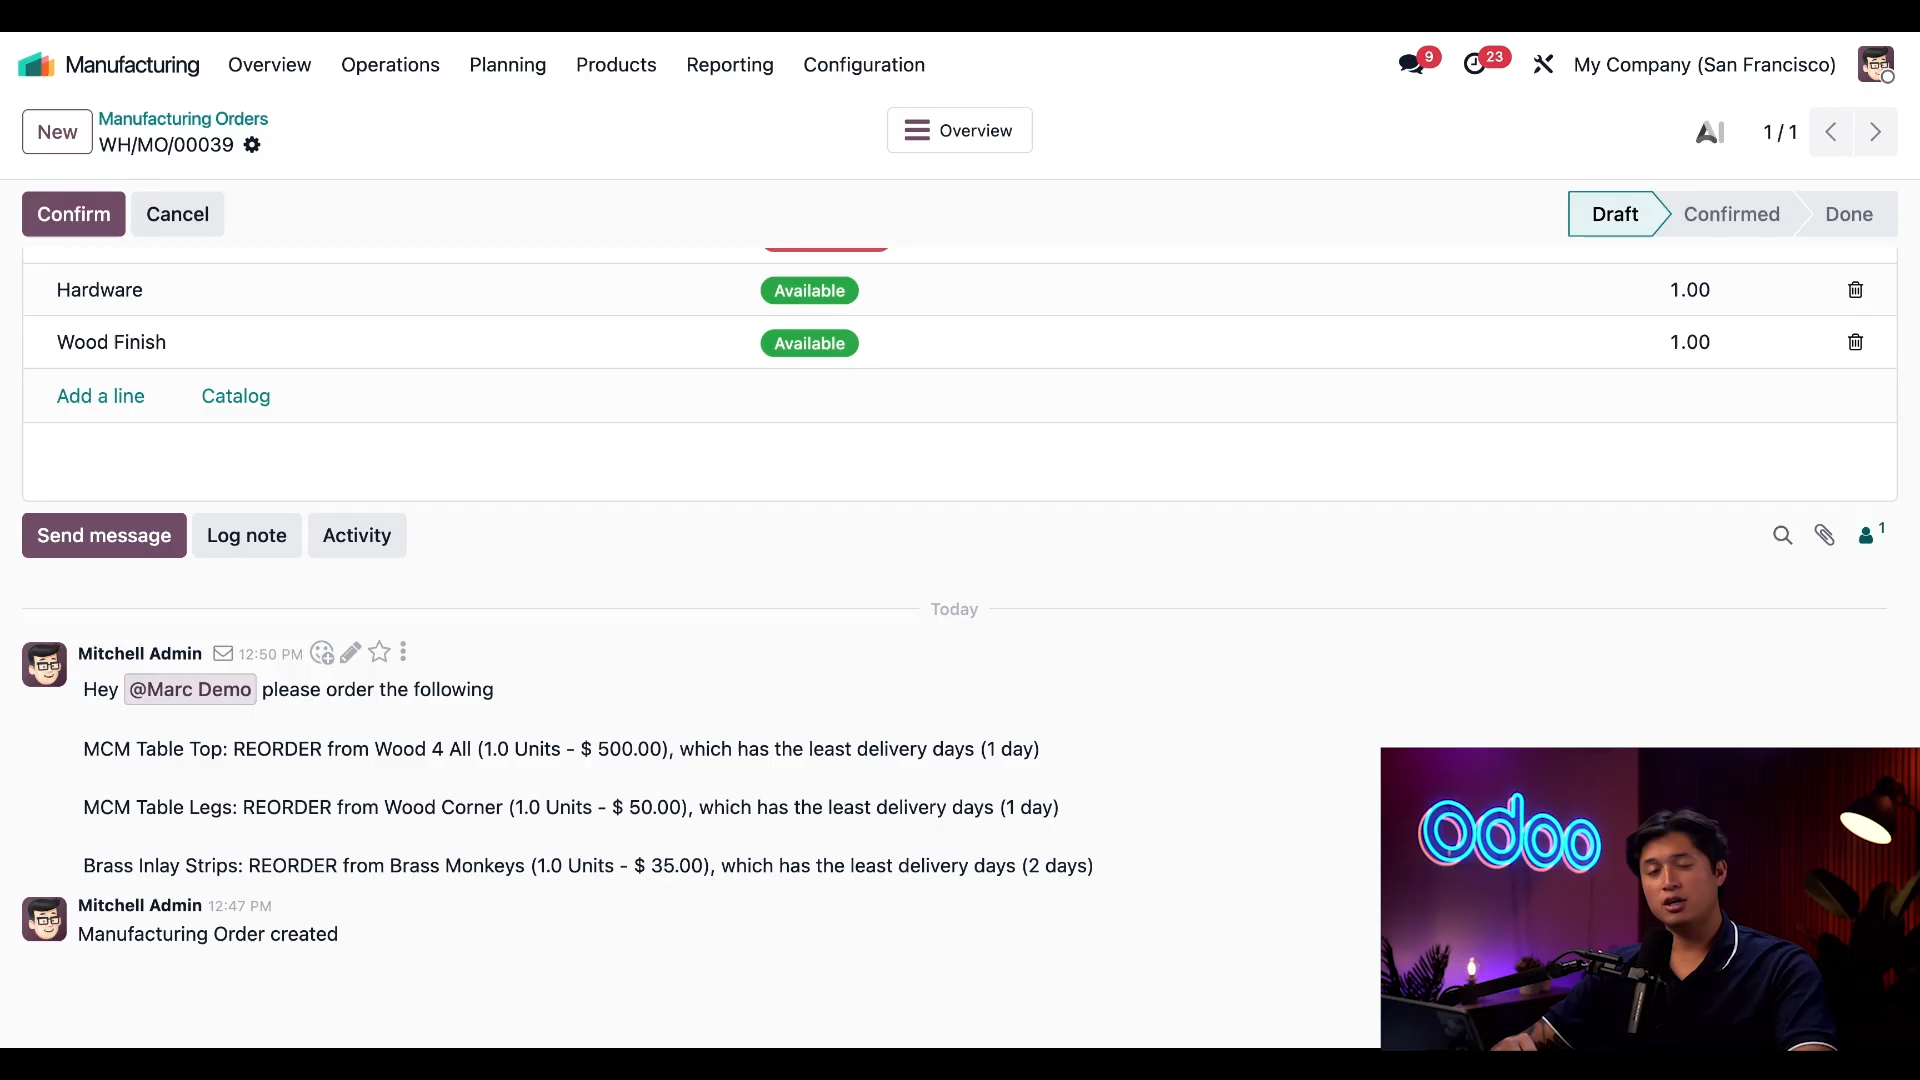 Manufacturing Overview Operations Planning Products Reporting Configuration 9 23 My Company (San Francisco)
New Manufacturing Orders
WH/MO/00039
Overview
AI 1 / 1
Confirm Cancel Draft Confirmed Done
Hardware Available 1.00
Wood Finish Available 1.00
Add a line Catalog
Send message Log note Activity 1
Today
Mitchell Admin 12:50 PM
Hey @Marc Demo please order the following
MCM Table Top: REORDER from Wood 4 All (1.0 Units - $ 500.00), which has the least delivery days (1 day)
MCM Table Legs: REORDER from Wood Corner (1.0 Units - $ 50.00), which has the least delivery days (1 day)
Brass Inlay Strips: REORDER from Brass Monkeys (1.0 Units - $ 35.00), which has the least delivery days (2 days)
Mitchell Admin 12:47 PM
Manufacturing Order created
odoo